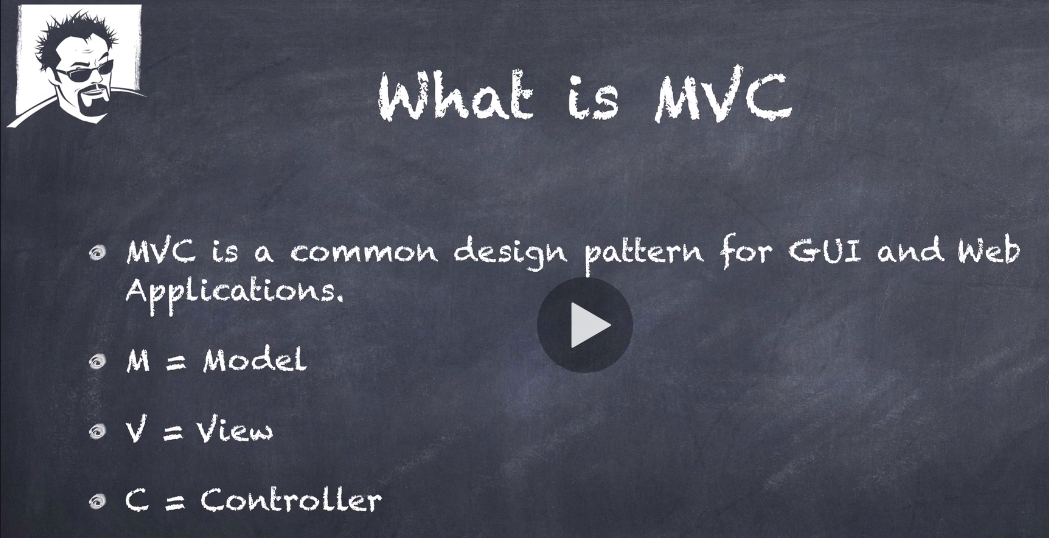 What is MVC
MVC is a common design pattern for GUI and Web
Applications.
M = Model
V = View
C = Controller